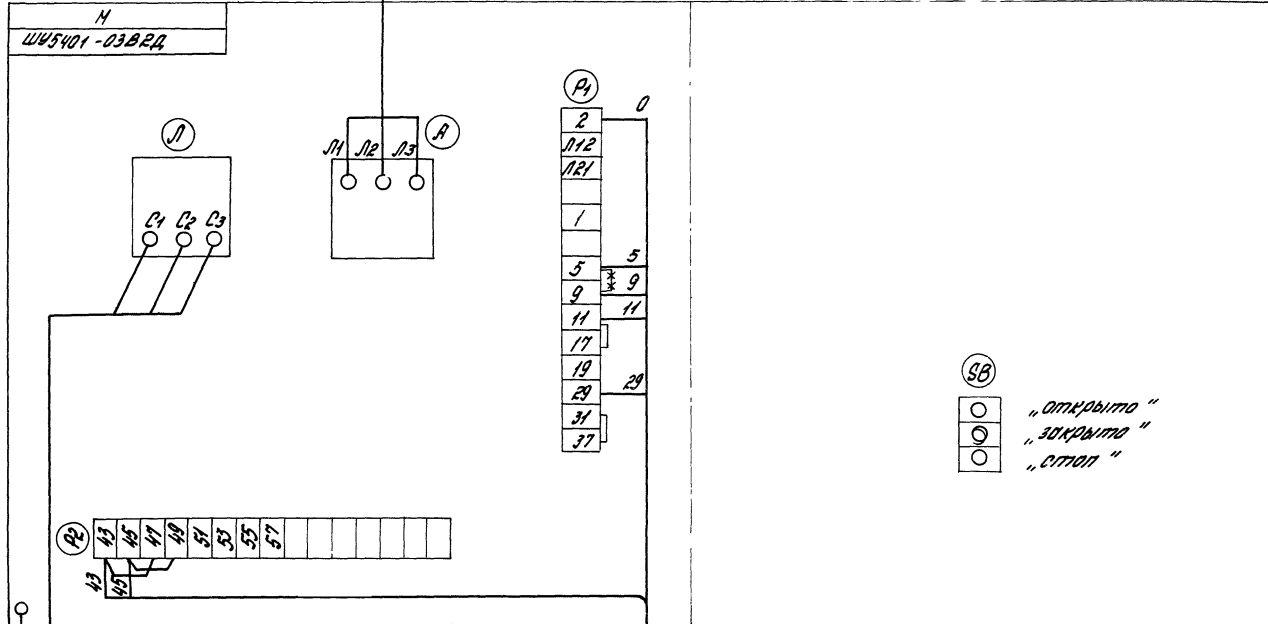 М
ШУ5401-03В2Д
Л
С1 С2 С3
А
Л1 Л2 Л3
Р1
2
Л12
Л21
1
5
9
11
17
19
29
31
37
0
5
9
11
29
Р2
43 45 47 49 51 53 55 57
43 45
SB
„открыто“
„закрыто“
„стоп“